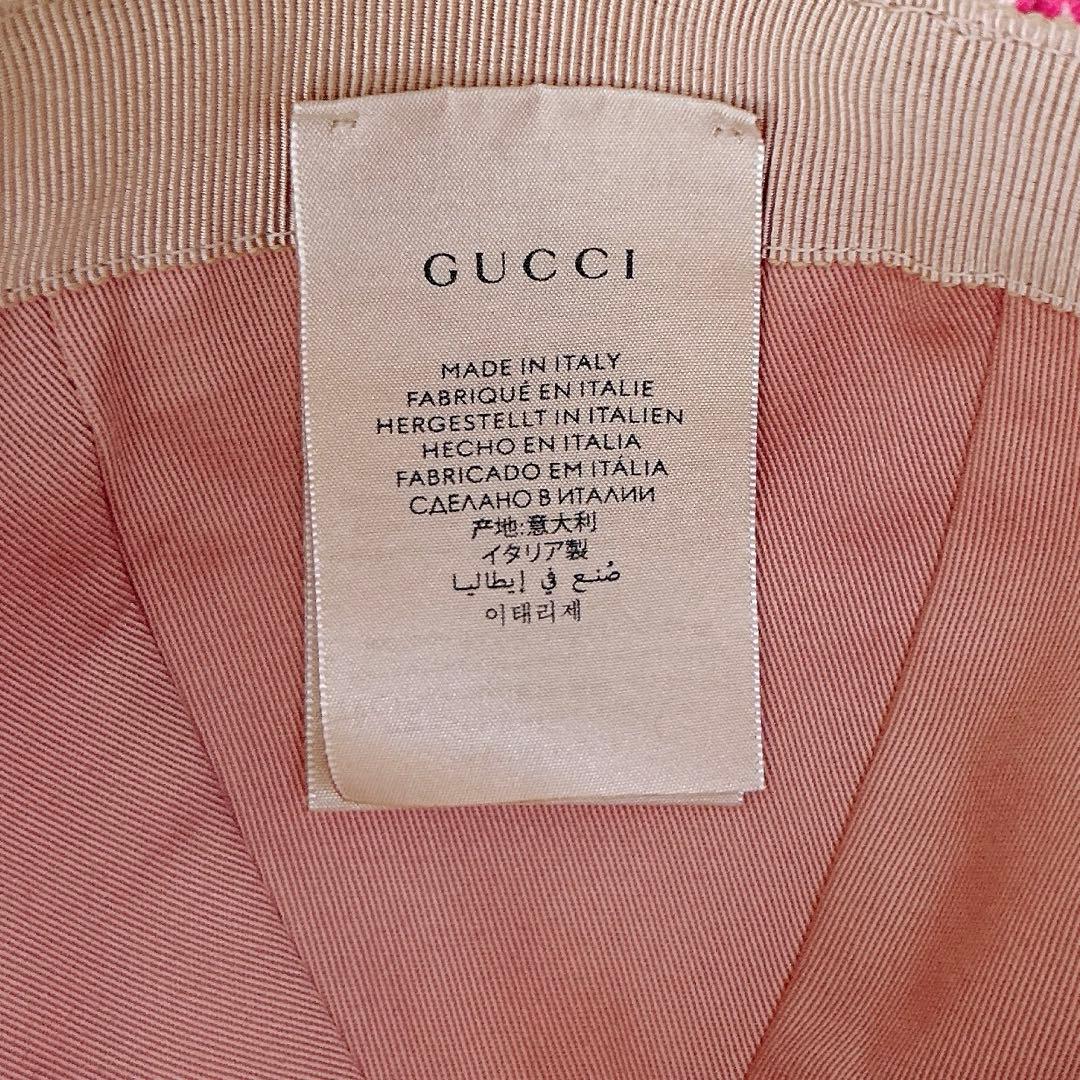 GUCCI
MADE IN ITALY
FABRIQUÉ EN ITALIE
HERGESTELLT IN ITALIEN
HECHO EN ITALIA
FABRICADO EM ITÁLIA
СДЕЛАНО В ИТАЛИИ
产地:意大利
イタリア製
صُنع في إيطاليا
이태리제